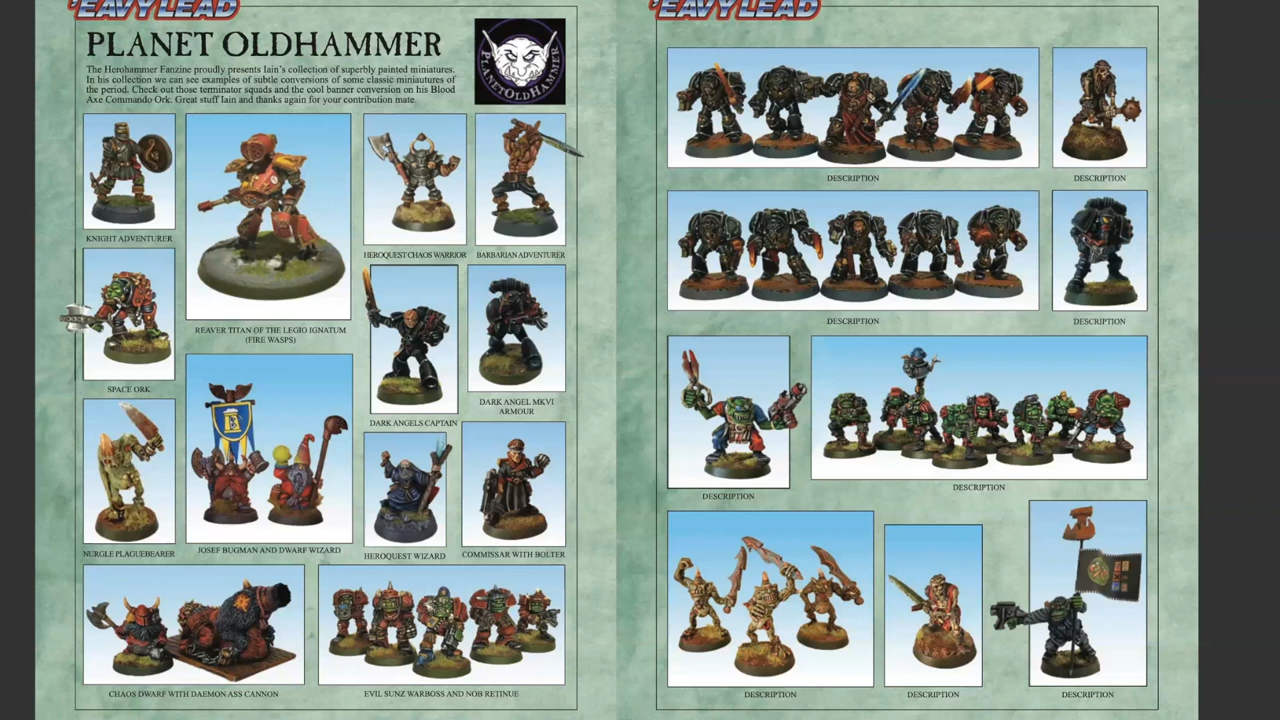 'EAVY LEAD
PLANET OLDHAMMER
The Herohammer Fanzine proudly presents Iain's collection of superbly painted miniatures.
In his collection we can see examples of subtle conversions of some classic miniautures of
the period. Check out those terminator squads and the cool banner conversion on his Blood
Axe Commando Ork. Great stuff Iain and thanks again for your contribution mate.
PLANETOLDHAMMER
KNIGHT ADVENTURER
HEROQUEST CHAOS WARRIOR
BARBARIAN ADVENTURER
REAVER TITAN OF THE LEGIO IGNATUM
(FIRE WASPS)
SPACE ORK
DARK ANGEL MKVI
ARMOUR
DARK ANGELS CAPTAIN
NURGLE PLAGUEBEARER
JOSEF BUGMAN AND DWARF WIZARD
HEROQUEST WIZARD
COMMISSAR WITH BOLTER
CHAOS DWARF WITH DAEMON ASS CANNON
EVIL SUNZ WARBOSS AND NOB RETINUE
'EAVY LEAD
DESCRIPTION
DESCRIPTION
DESCRIPTION
DESCRIPTION
DESCRIPTION
DESCRIPTION
DESCRIPTION
DESCRIPTION
DESCRIPTION